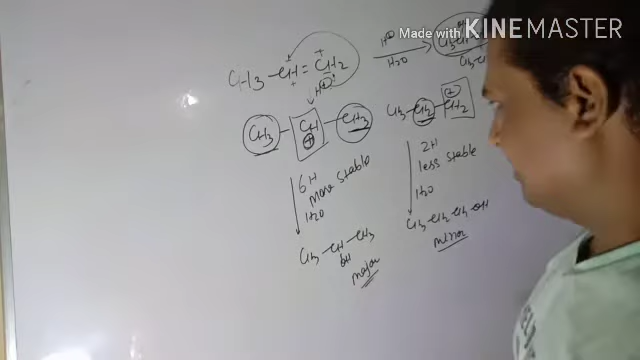 Made with KINEMASTER
CH3 - CH = CH2 H⊕ H2O
H⊕
CH3 - CH - CH3 CH3 - CH2 - CH2
⊕ ⊕
6H 2H
More stable less stable
H2O H2O
CH3 - CH - CH3 CH3 - CH2 - CH2 OH
OH
major mirror